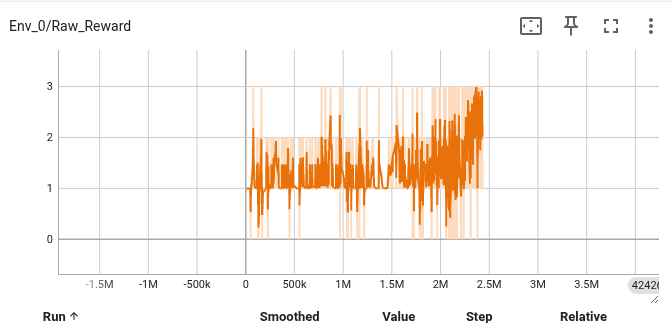 Env_0/Raw_Reward
3
2
1
0
-1.5M -1M -500k 0 500k 1M 1.5M 2M 2.5M 3M 3.5M
Run ↑ Smoothed Value Step Relative